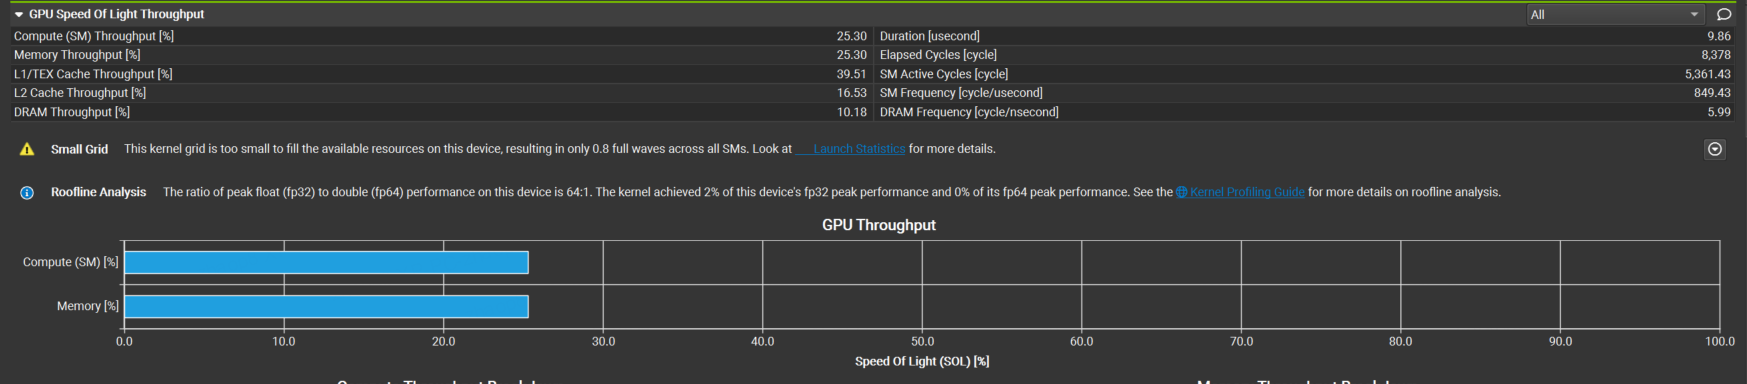 GPU Speed Of Light Throughput All
Compute (SM) Throughput [%] 25.30 Duration [usecond] 9.86
Memory Throughput [%] 25.30 Elapsed Cycles [cycle] 8,378
L1/TEX Cache Throughput [%] 39.51 SM Active Cycles [cycle] 5,361.43
L2 Cache Throughput [%] 16.53 SM Frequency [cycle/usecond] 849.43
DRAM Throughput [%] 10.18 DRAM Frequency [cycle/nsecond] 5.99
Small Grid This kernel grid is too small to fill the available resources on this device, resulting in only 0.8 full waves across all SMs. Look at Launch Statistics for more details.
Roofline Analysis The ratio of peak float (fp32) to double (fp64) performance on this device is 64:1. The kernel achieved 2% of this device's fp32 peak performance and 0% of its fp64 peak performance. See the Kernel Profiling Guide for more details on roofline analysis.
GPU Throughput
Compute (SM) [%]
Memory [%]
0.0 10.0 20.0 30.0 40.0 50.0 60.0 70.0 80.0 90.0 100.0
Speed Of Light (SOL) [%]